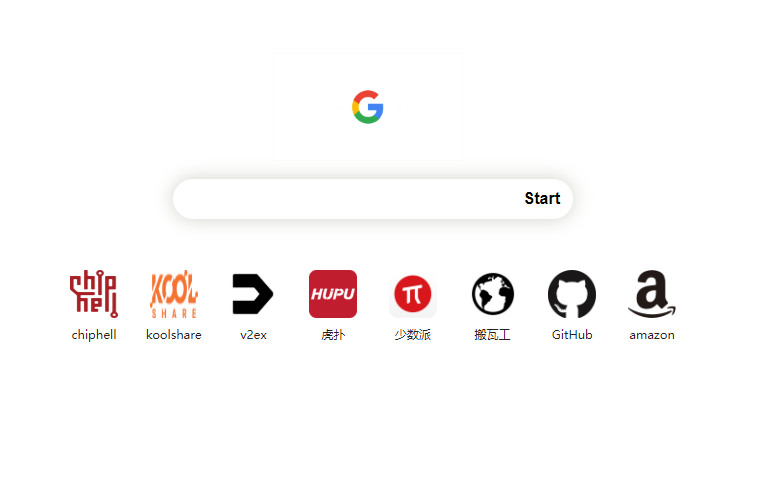 G
Start
chip
hell
KOOL
SHARE
HUPU
π
a
chiphell
koolshare
v2ex
虎扑
少数派
搬瓦工
GitHub
amazon